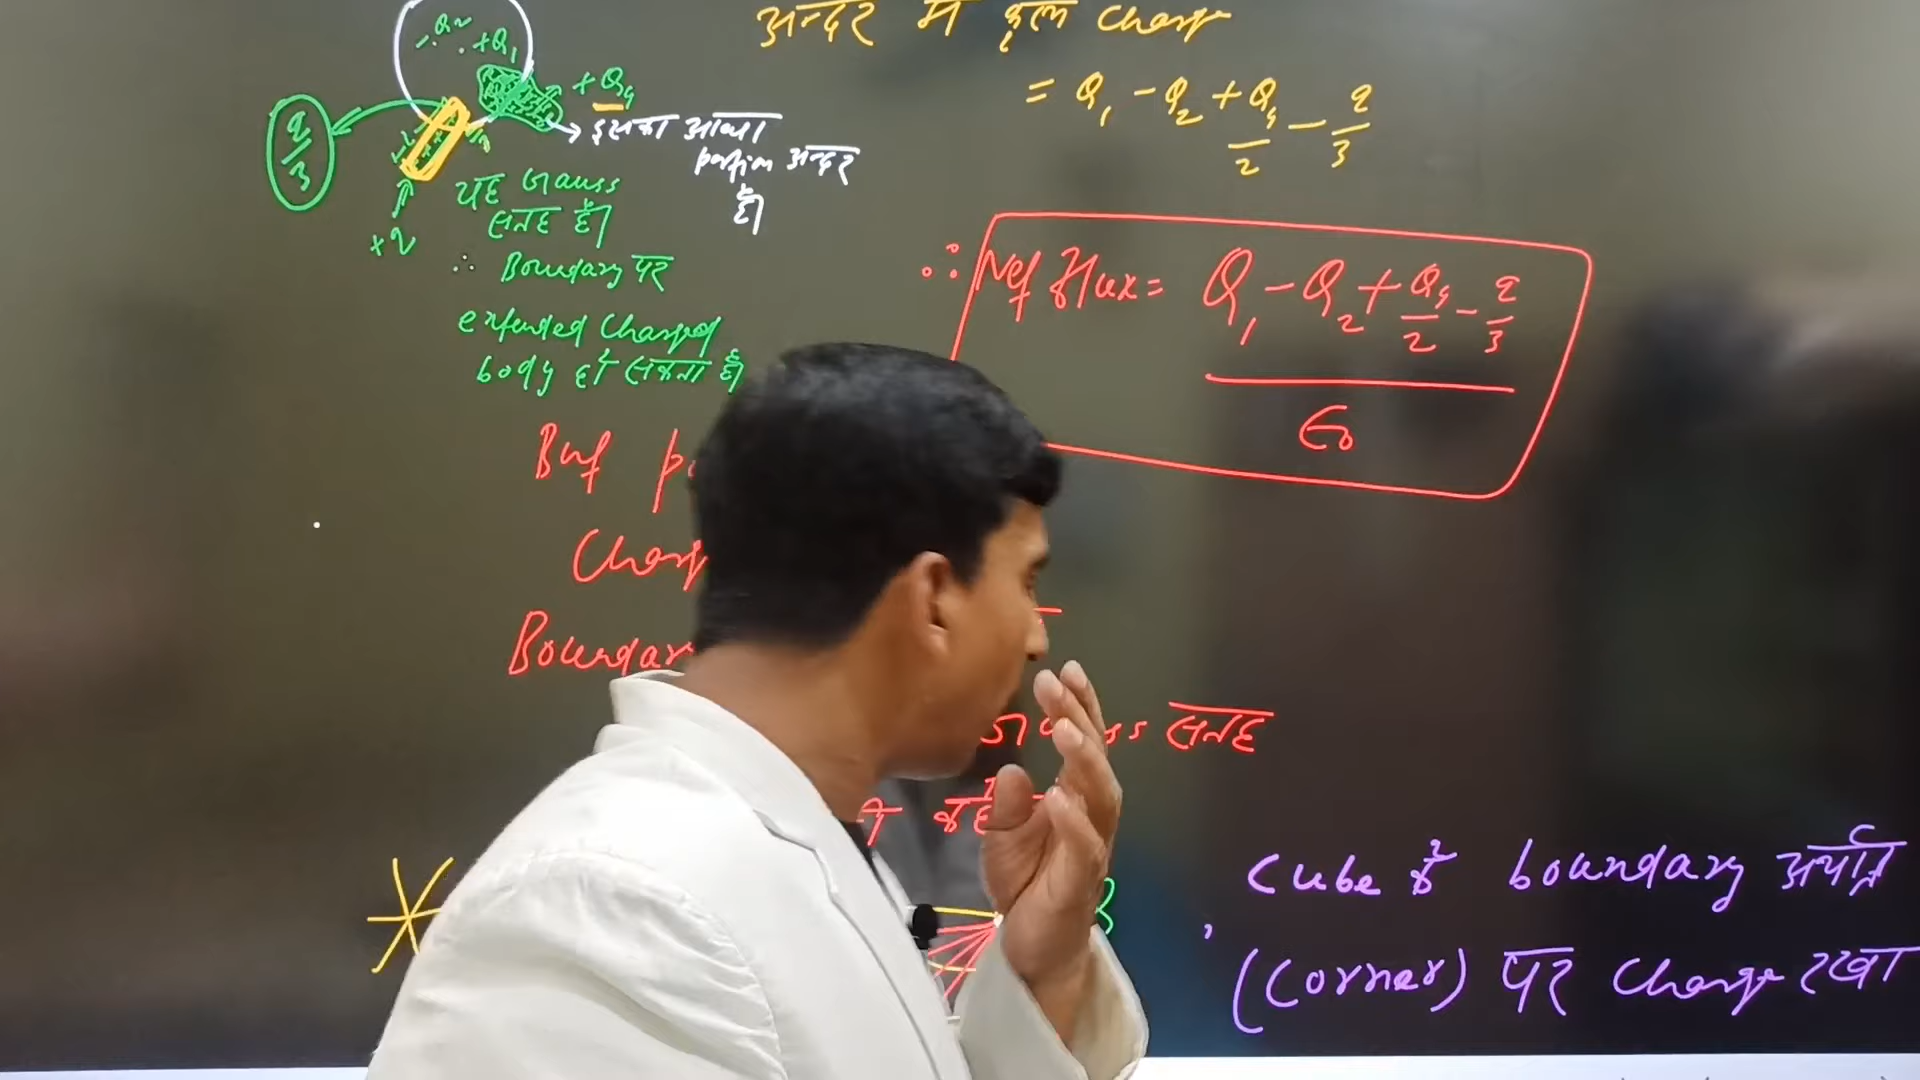 अन्दर में कुल Charge
= Q₁ - Q₂ + Q₄/2 - q/3
-Q₂ +Q₁
+Q₄
q/3
→ इसका आधा
portion अन्दर
है।
+q
यह Gauss
सतह है।
∴ Boundary पर
extended Charged
body हो सकता है।
∴ Net flux = (Q₁ - Q₂ + Q₄/2 - q/3) / ε₀
But
Boundary
Gauss सतह
Cube के boundary अर्थात्
(Corner) पर Charge रखा